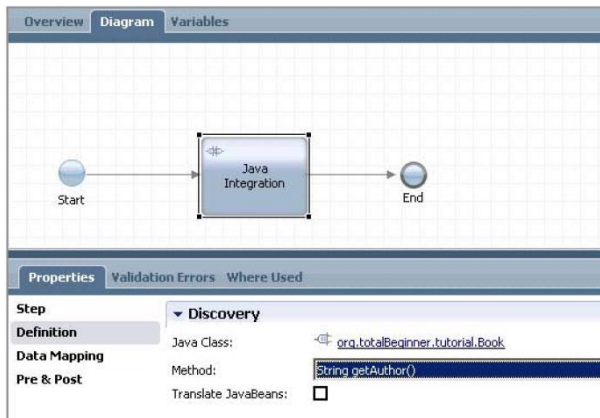 Overview Diagram Variables
Java
Integration
Start
End
Properties Validation Errors Where Used
Step
Definition
Data Mapping
Pre & Post
Discovery
Java Class: org.totalBeginner.tutorial.Book
Method: String getAuthor()
Translate JavaBeans: